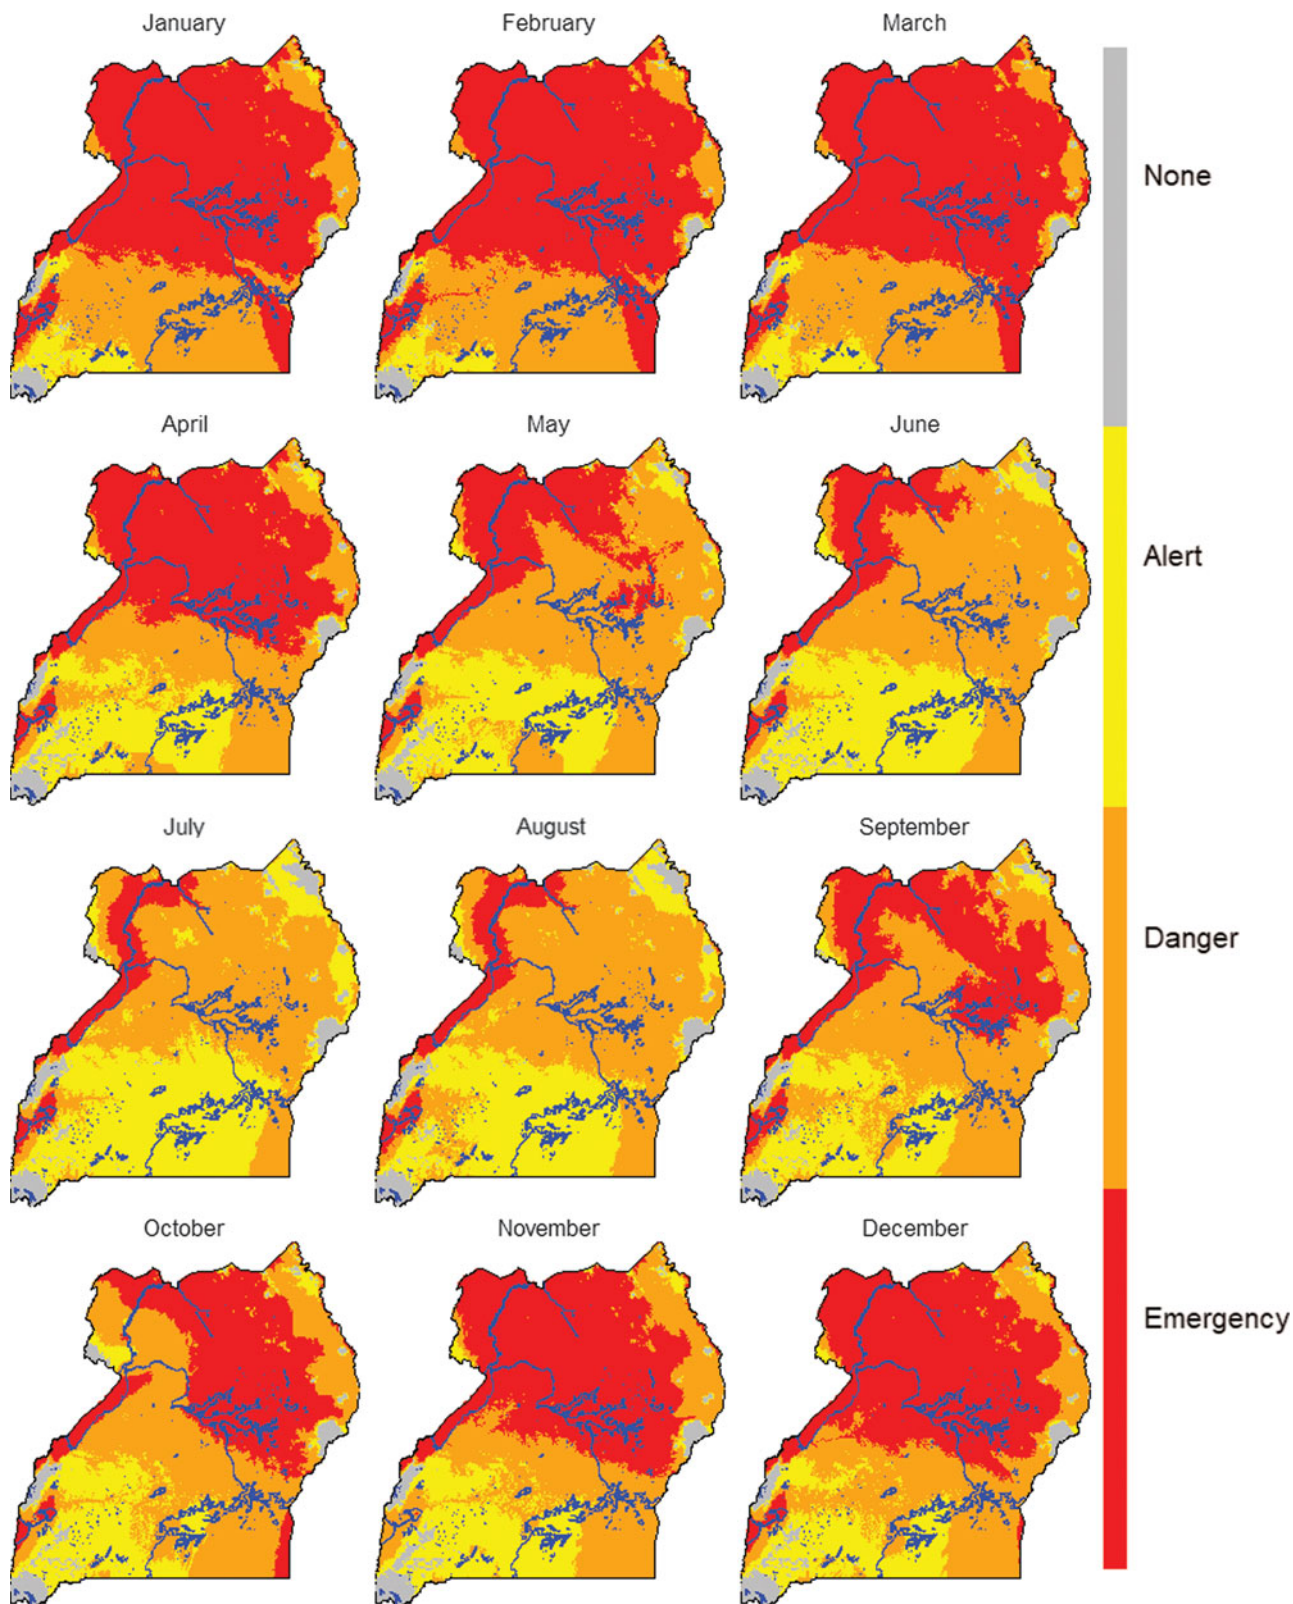 January
February
March
None
April
May
June
Alert
July
August
September
Danger
October
November
December
Emergency